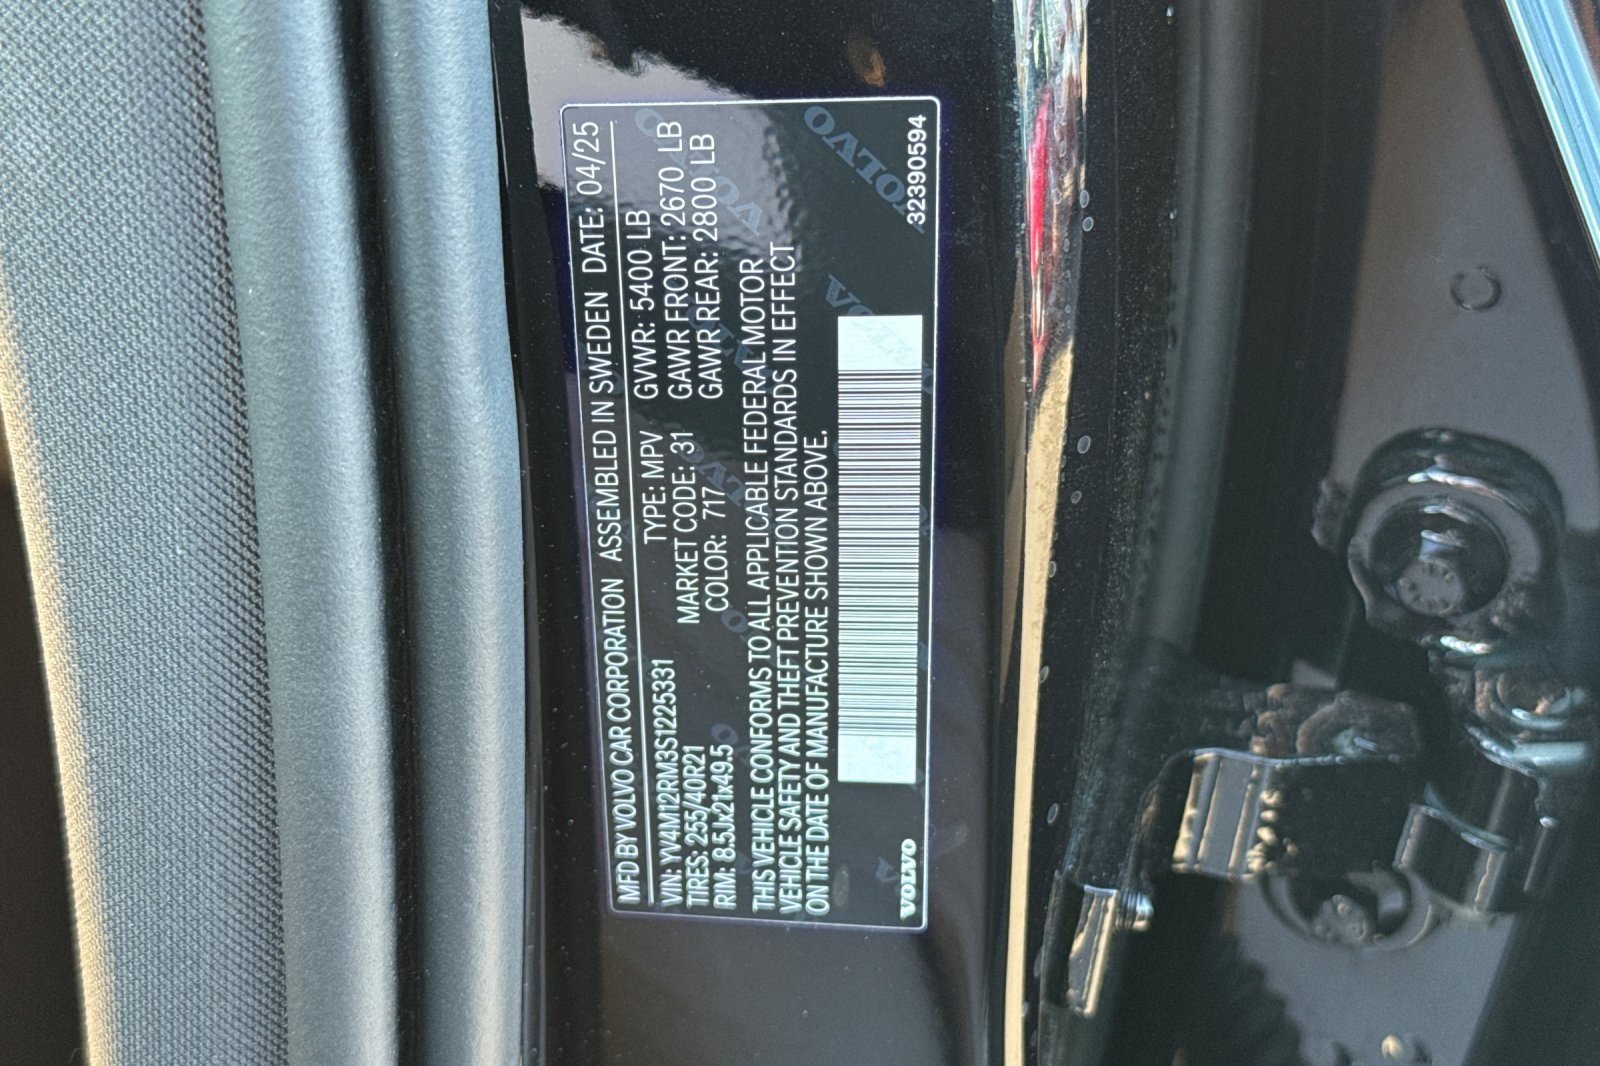 MFD BY VOLVO CAR CORPORATION ASSEMBLED IN SWEDEN DATE: 04/25
VIN: YV4M12RM3S1225331 TYPE: MPV GVWR: 5400 LB
TIRES: 255/40R21 MARKET CODE: 31 GAWR FRONT: 2670 LB
RIM: 8.5Jx21x49.5 COLOR: 717 GAWR REAR: 2800 LB
THIS VEHICLE CONFORMS TO ALL APPLICABLE FEDERAL MOTOR
VEHICLE SAFETY AND THEFT PREVENTION STANDARDS IN EFFECT
ON THE DATE OF MANUFACTURE SHOWN ABOVE.
VOLVO 32390594